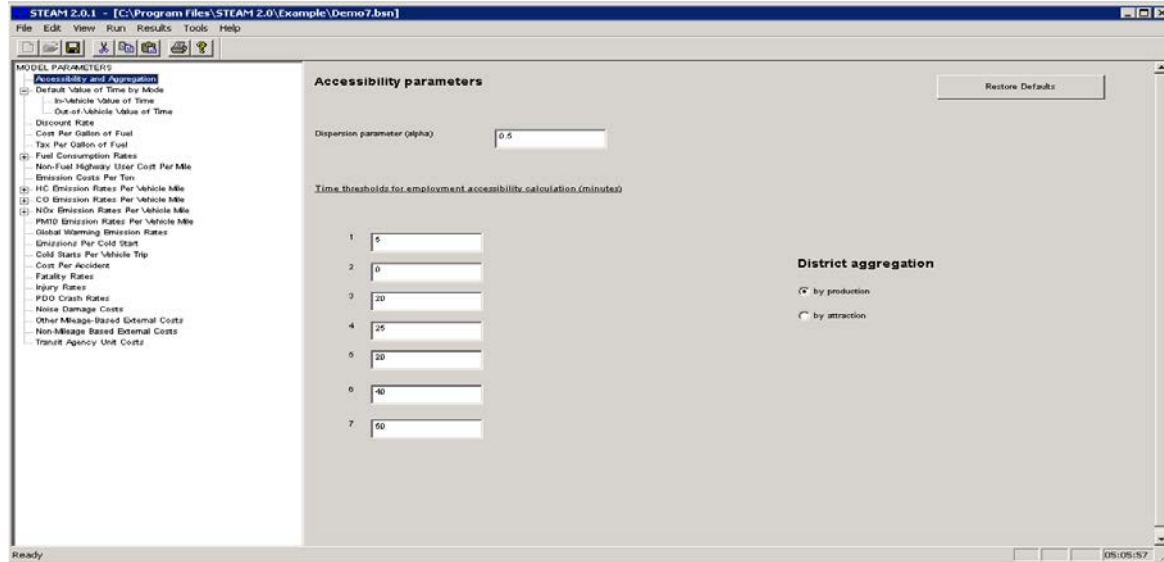 STEAM 2.0.1 - [C:\Program Files\STEAM 2.0\Example\Demo7.bsn]
File Edit View Run Results Tools Help
MODEL PARAMETERS
Accessibility and Aggregation
Default Value of Time by Mode
In-Vehicle Value of Time
Out-of-Vehicle Value of Time
Discount Rate
Cost Per Gallon of Fuel
Tax Per Gallon of Fuel
Fuel Consumption Rates
Non-Fuel Highway User Cost Per Mile
Emission Costs Per Ton
HC Emission Rates Per Vehicle Mile
CO Emission Rates Per Vehicle Mile
NOx Emission Rates Per Vehicle Mile
PM10 Emission Rates Per Vehicle Mile
Global Warming Emission Rates
Emissions Per Cold Start
Cold Starts Per Vehicle Trip
Cost Per Accident
Fatality Rates
Injury Rates
PDO Crash Rates
Noise Damage Costs
Other Mileage-Based External Costs
Non-Mileage Based External Costs
Transit Agency Unit Costs
Accessibility parameters
Restore Defaults
Dispersion parameter (alpha) 0.5
Time thresholds for employment accessibility calculation (minutes)
1
2 0
3 20
4 25
5 20
6 40
7
District aggregation
by production
by attraction
Ready 05:05:57